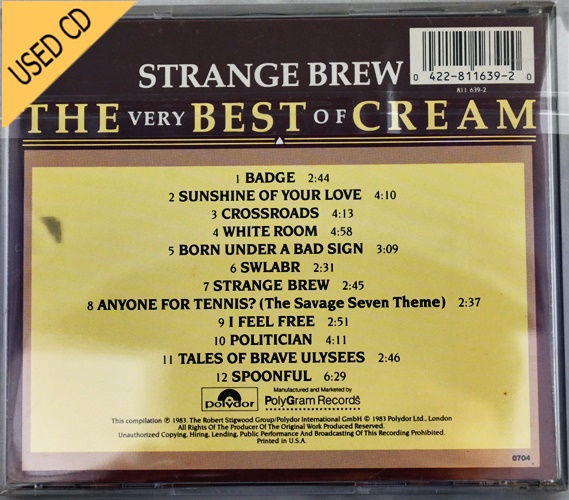 USED CD
STRANGE BREW
0 422-811639-2 0
811 639-2
THE VERY BEST OF CREAM
1 BADGE 2:44
2 SUNSHINE OF YOUR LOVE 4:10
3 CROSSROADS 4:13
4 WHITE ROOM 4:58
5 BORN UNDER A BAD SIGN 3:09
6 SWLABR 2:31
7 STRANGE BREW 2:45
8 ANYONE FOR TENNIS? (The Savage Seven Theme) 2:37
9 I FEEL FREE 2:51
10 POLITICIAN 4:11
11 TALES OF BRAVE ULYSEES 2:46
12 SPOONFUL 6:29
polydor
Manufactured and Marketed by
PolyGram Records
This compilation ℗ 1983. The Robert Stigwood Group/Polydor International GmbH © 1983 Polydor Ltd., London
All Rights Of The Producer Of The Original Work Produced Reserved.
Unauthorized Copying, Hiring, Lending, Public Performance And Broadcasting Of This Recording Prohibited.
Printed in U.S.A.
0704